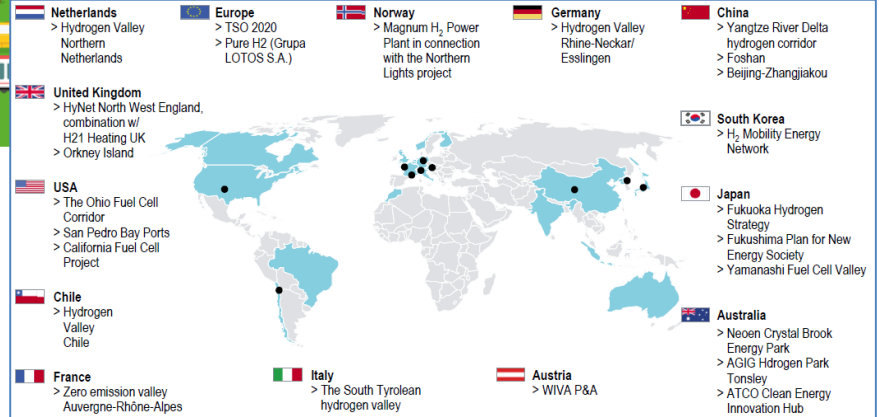 Netherlands
> Hydrogen Valley
Northern
Netherlands
Europe
> TSO 2020
> Pure H2 (Grupa
LOTOS S.A.)
Norway
> Magnum H₂ Power
Plant in connection
with the Northern
Lights project
Germany
> Hydrogen Valley
Rhine-Neckar/
Esslingen
China
> Yangtze River Delta
hydrogen corridor
> Foshan
> Beijing-Zhangjiakou
United Kingdom
> HyNet North West England,
combination w/
H21 Heating UK
> Orkney Island
South Korea
> H₂ Mobility Energy
Network
USA
> The Ohio Fuel Cell
Corridor
> San Pedro Bay Ports
> California Fuel Cell
Project
Japan
> Fukuoka Hydrogen
Strategy
> Fukushima Plan for New
Energy Society
> Yamanashi Fuel Cell Valley
Chile
> Hydrogen
Valley
Chile
Australia
> Neoen Crystal Brook
Energy Park
> AGIG Hdrogen Park
Tonsley
> ATCO Clean Energy
Innovation Hub
France
> Zero emission valley
Auvergne-Rhône-Alpes
Italy
> The South Tyrolean
hydrogen valley
Austria
> WIVA P&A